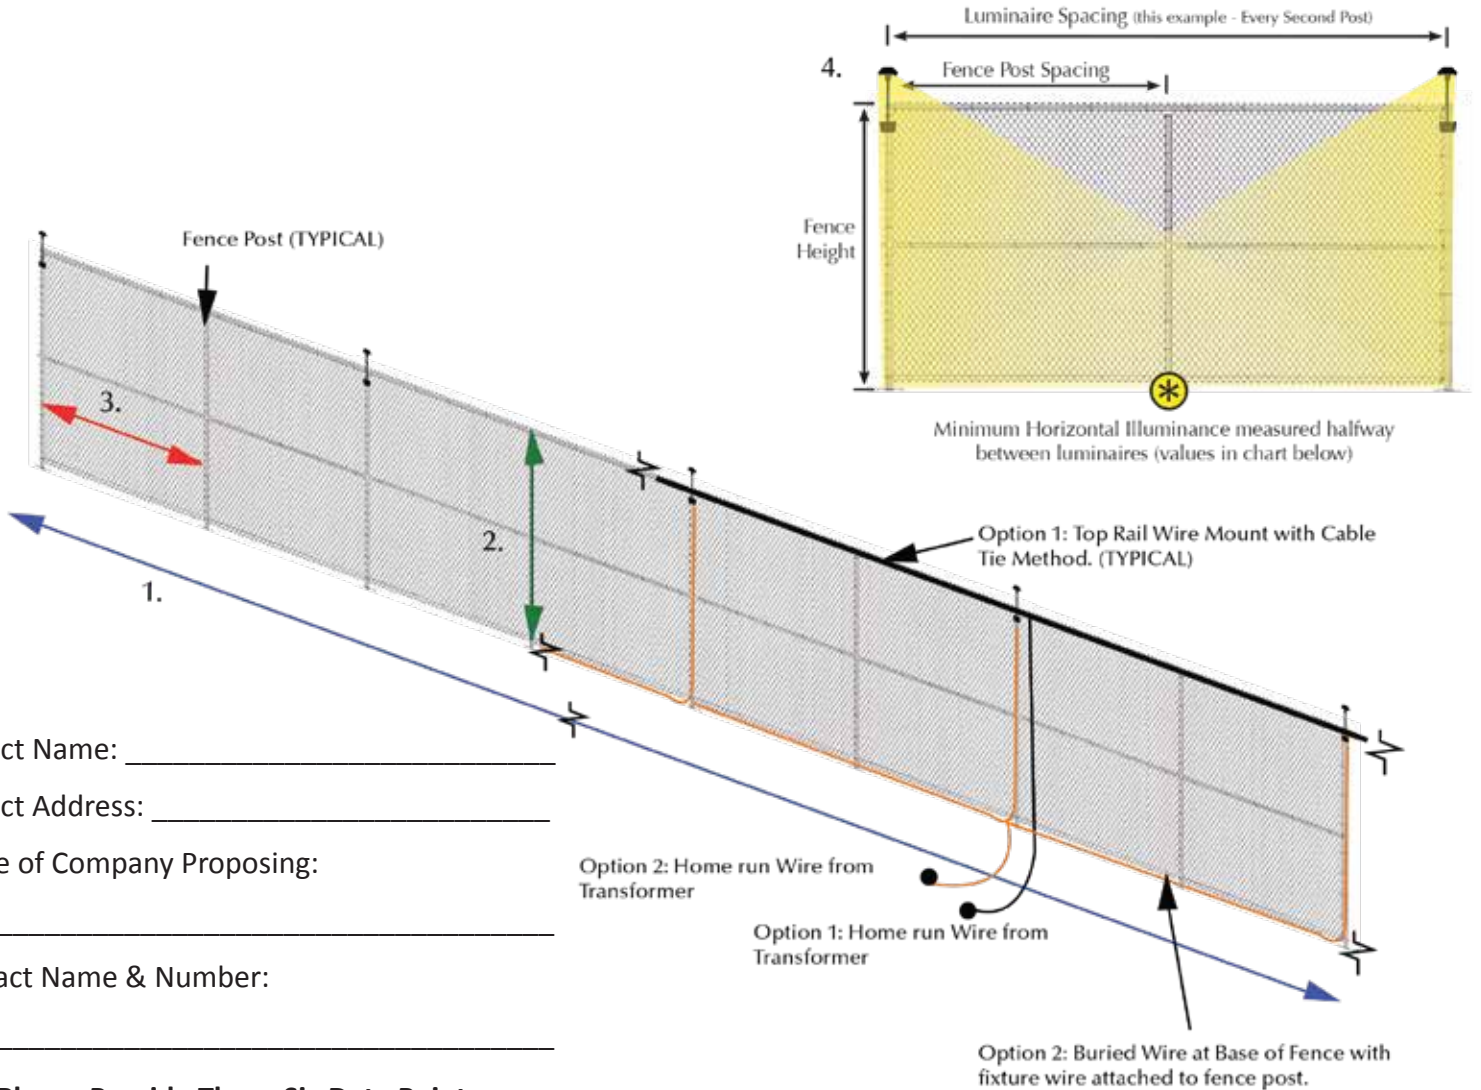 Luminaire Spacing (this example - Every Second Post)
4.
Fence Post Spacing
Fence
Height
Minimum Horizontal Illuminance measured halfway
between luminaires (values in chart below)
Fence Post (TYPICAL)
3.
2.
1.
Option 1: Top Rail Wire Mount with Cable
Tie Method. (TYPICAL)
ct Name: ___________________________
ct Address: _________________________
e of Company Proposing:
act Name & Number:
Option 2: Home run Wire from
Transformer
Option 1: Home run Wire from
Transformer
Option 2: Buried Wire at Base of Fence with
fixture wire attached to fence post.